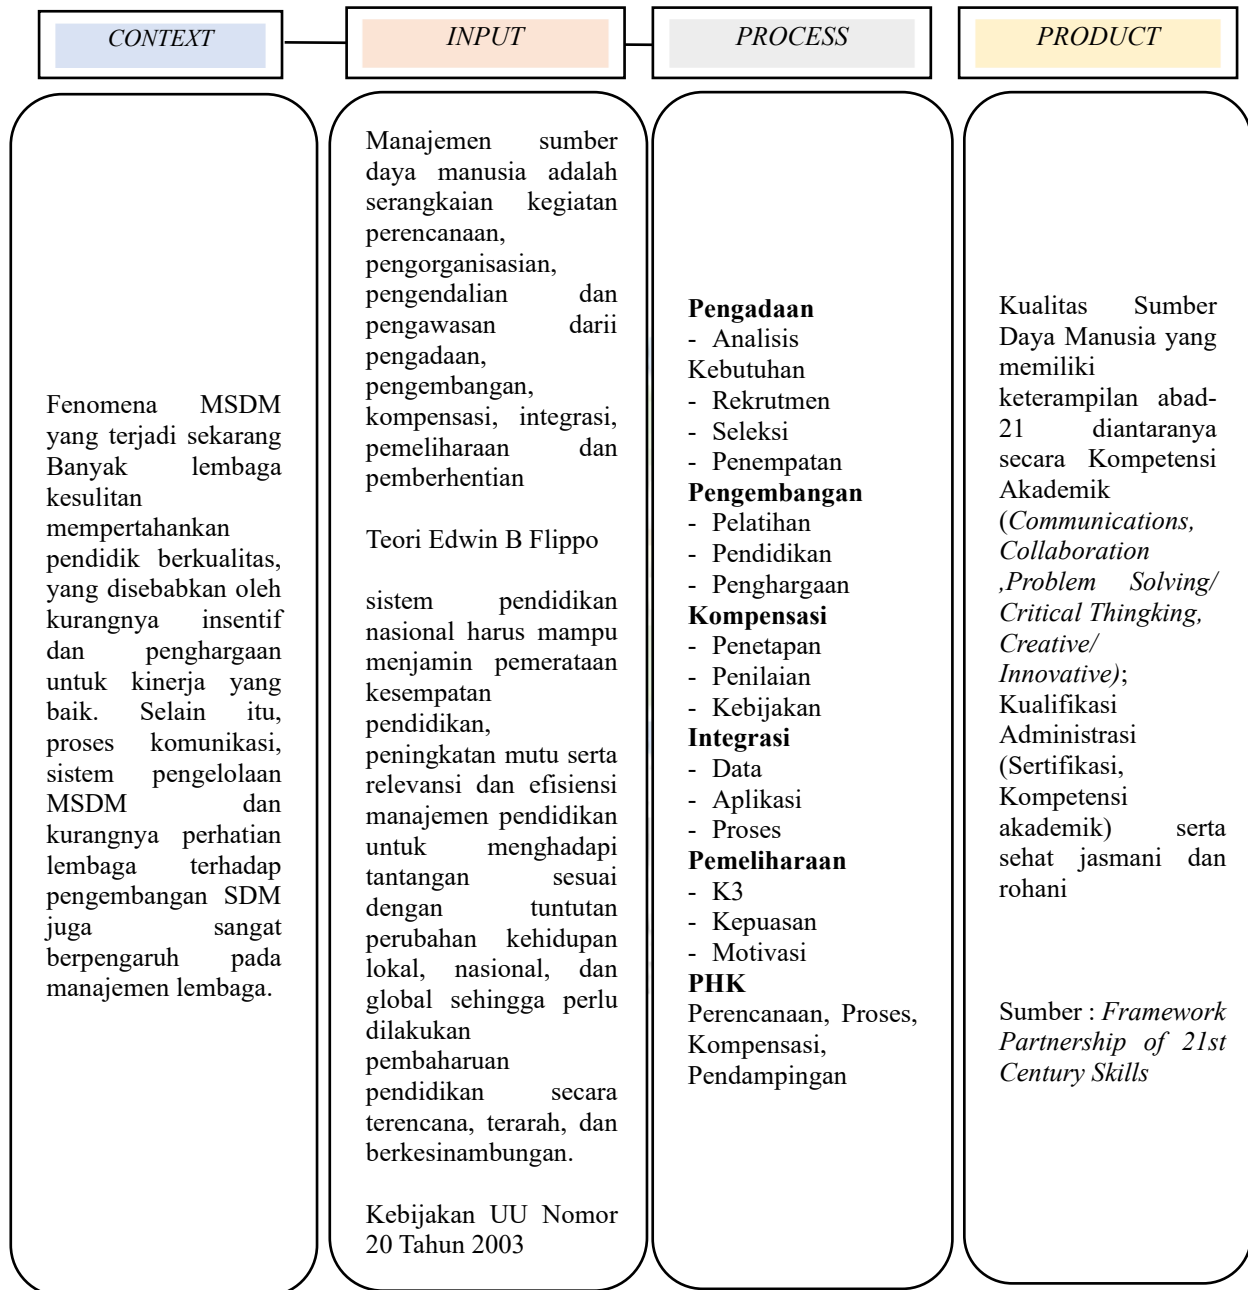 CONTEXT
INPUT
PROCESS
PRODUCT
Fenomena MSDM
yang terjadi sekarang
Banyak lembaga
kesulitan
mempertahankan
pendidik berkualitas,
yang disebabkan oleh
kurangnya insentif
dan penghargaan
untuk kinerja yang
baik. Selain itu,
proses komunikasi,
sistem pengelolaan
MSDM dan
kurangnya perhatian
lembaga terhadap
pengembangan SDM
juga sangat
berpengaruh pada
manajemen lembaga.
Manajemen sumber
daya manusia adalah
serangkaian kegiatan
perencanaan,
pengorganisasian,
pengendalian dan
pengawasan darii
pengadaan,
pengembangan,
kompensasi, integrasi,
pemeliharaan dan
pemberhentian
Teori Edwin B Flippo
sistem pendidikan
nasional harus mampu
menjamin pemerataan
kesempatan
pendidikan,
peningkatan mutu serta
relevansi dan efisiensi
manajemen pendidikan
untuk menghadapi
tantangan sesuai
dengan tuntutan
perubahan kehidupan
lokal, nasional, dan
global sehingga perlu
dilakukan
pembaharuan
pendidikan secara
terencana, terarah, dan
berkesinambungan.
Kebijakan UU Nomor
20 Tahun 2003
Pengadaan
- Analisis
Kebutuhan
- Rekrutmen
- Seleksi
- Penempatan
Pengembangan
- Pelatihan
- Pendidikan
- Penghargaan
Kompensasi
- Penetapan
- Penilaian
- Kebijakan
Integrasi
- Data
- Aplikasi
- Proses
Pemeliharaan
- K3
- Kepuasan
- Motivasi
PHK
Perencanaan, Proses,
Kompensasi,
Pendampingan
Kualitas Sumber
Daya Manusia yang
memiliki
keterampilan abad-
21 diantaranya
secara Kompetensi
Akademik
(Communications,
Collaboration
,Problem Solving/
Critical Thingking,
Creative/
Innovative);
Kualifikasi
Administrasi
(Sertifikasi,
Kompetensi
akademik) serta
sehat jasmani dan
rohani
Sumber : Framework
Partnership of 21st
Century Skills